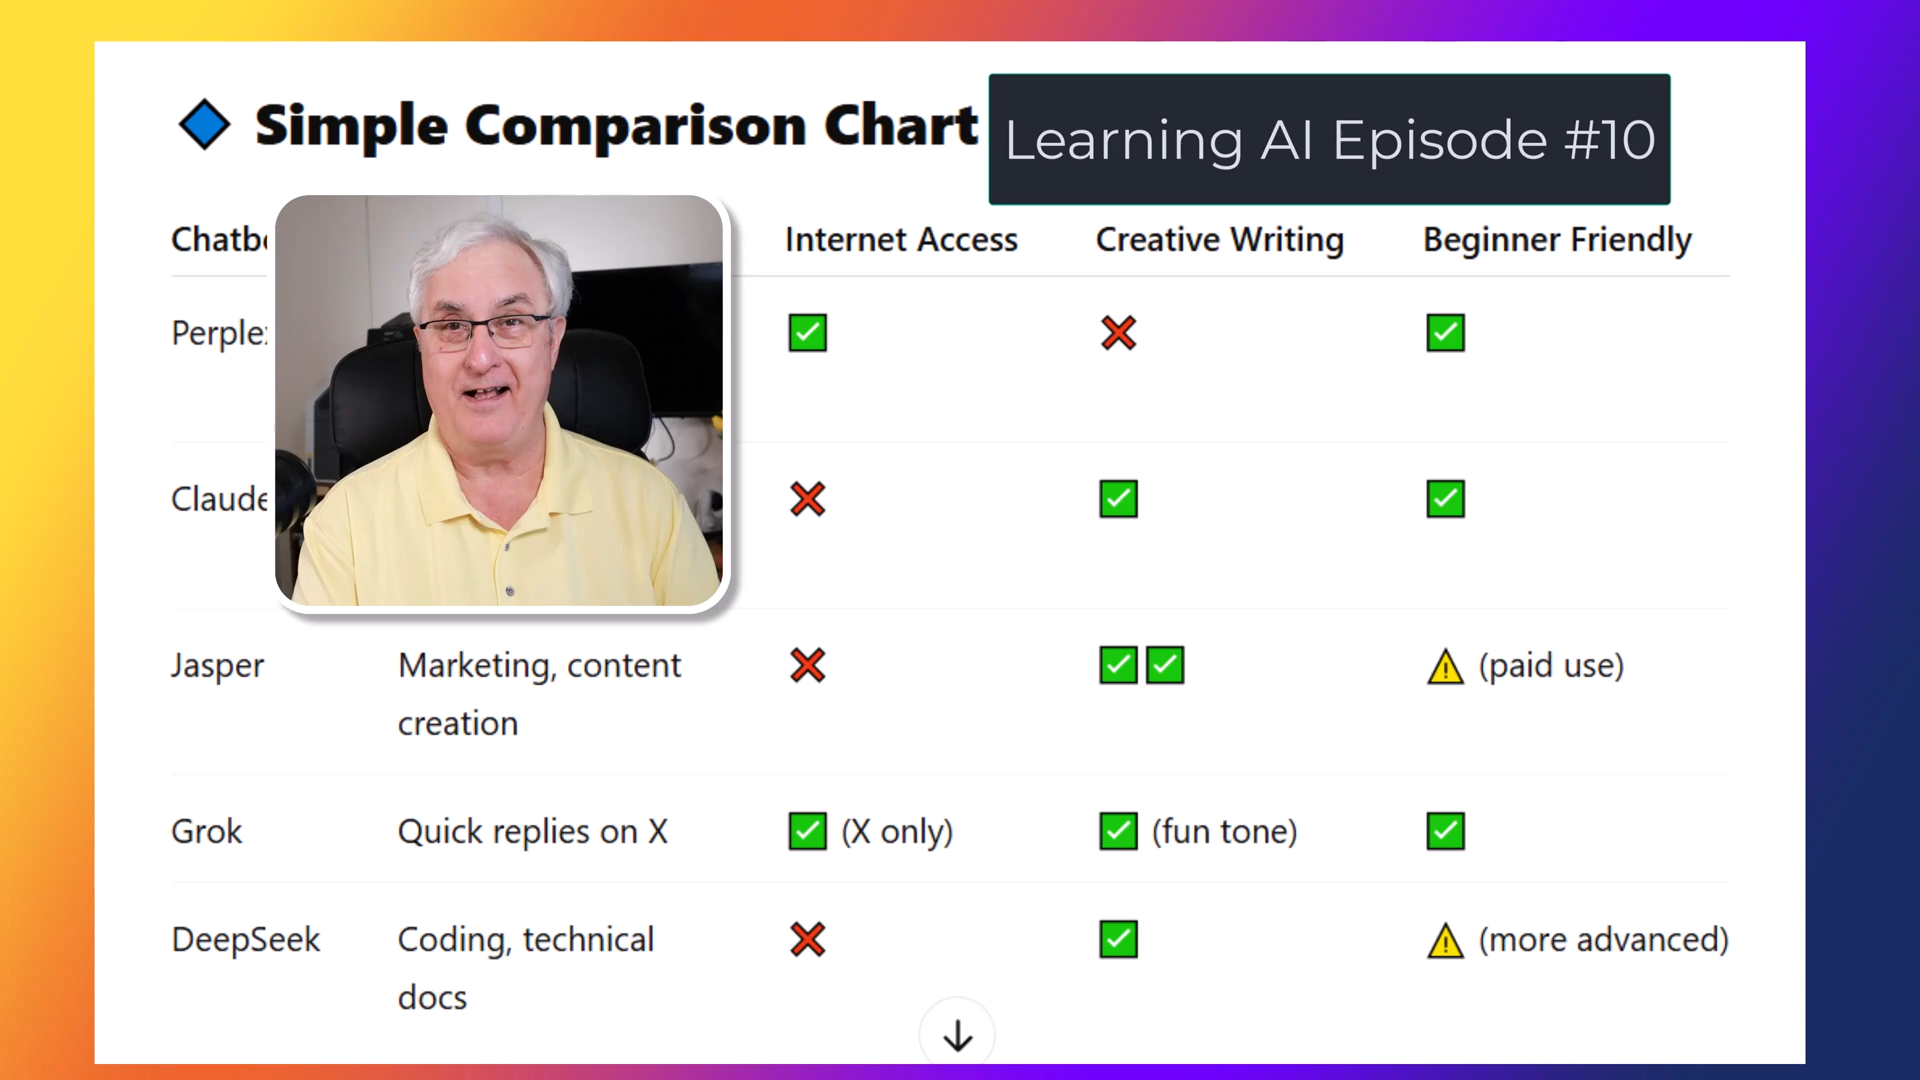 Simple Comparison Chart
Learning AI Episode #10
Internet Access Creative Writing Beginner Friendly
Jasper Marketing, content creation (paid use)
Grok Quick replies on X (X only) (fun tone)
DeepSeek Coding, technical docs (more advanced)